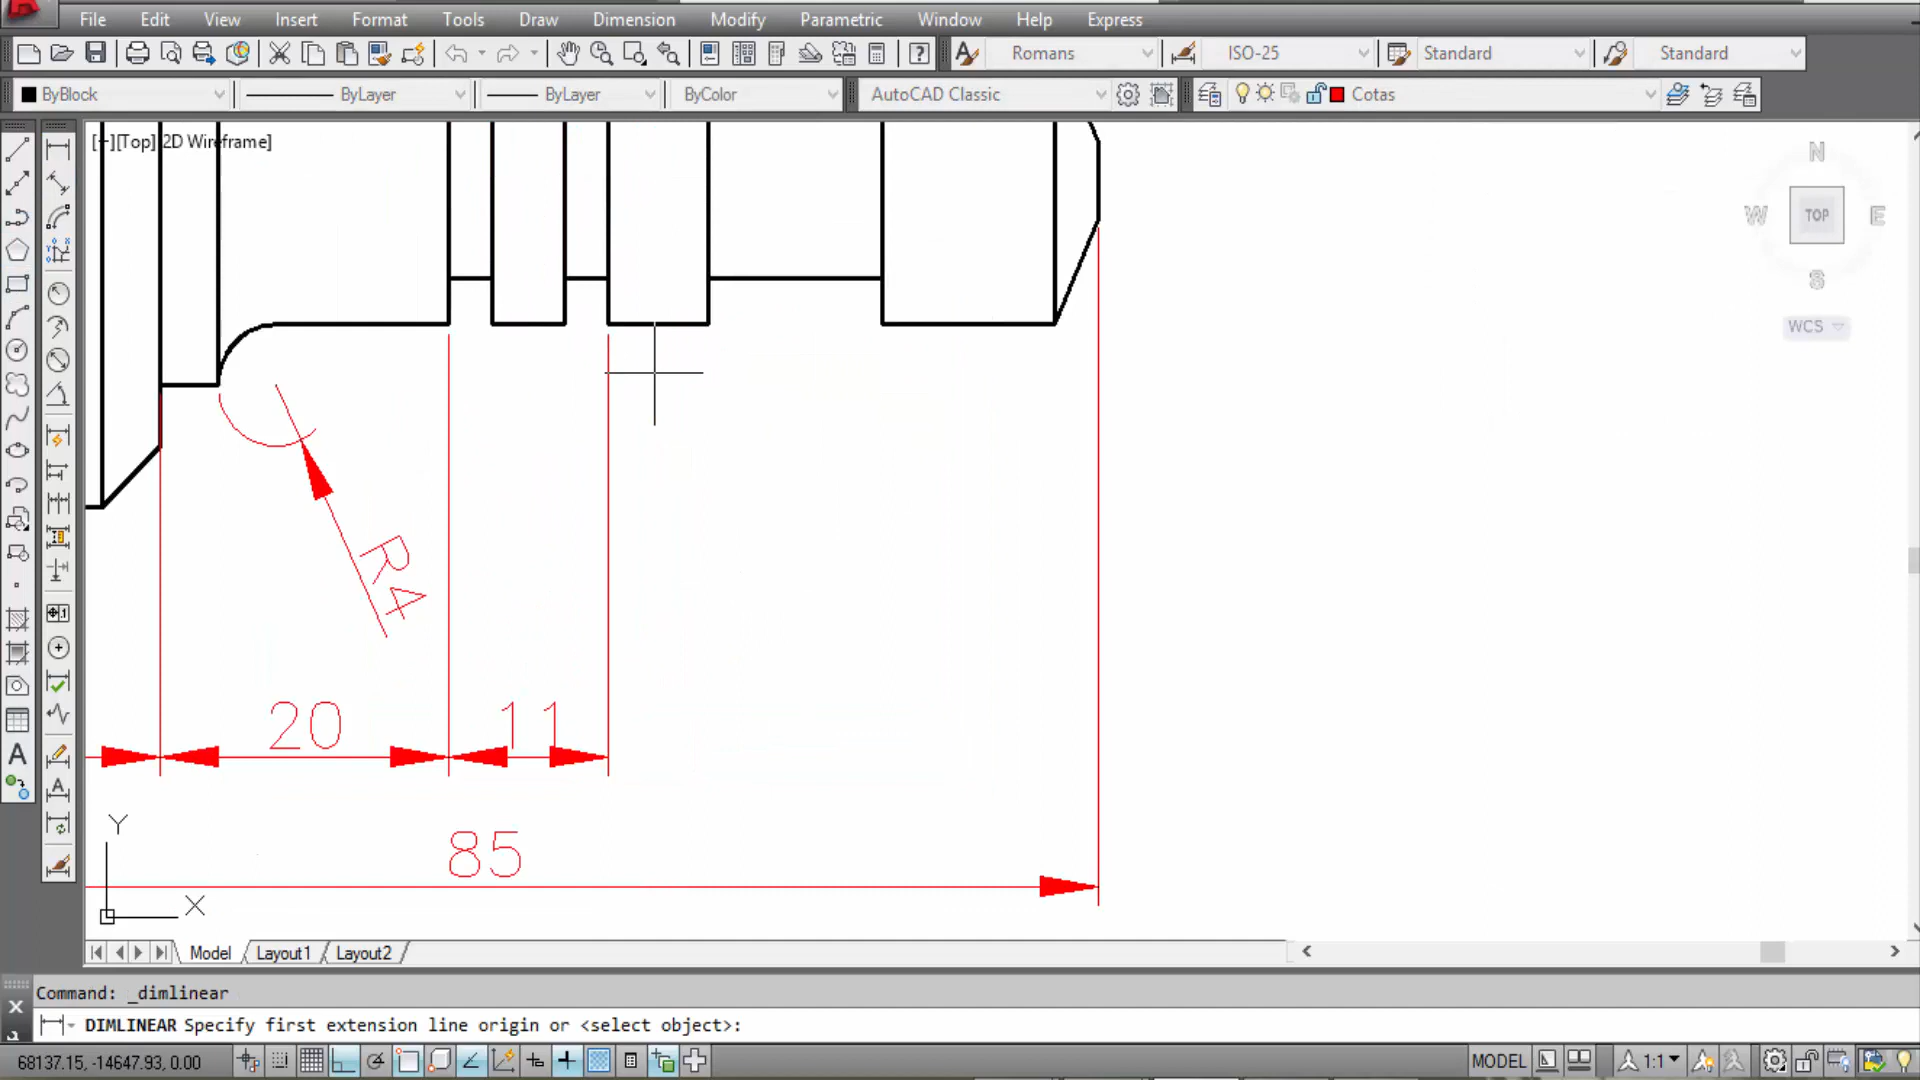 File Edit View Insert Format Tools Draw Dimension Modify Parametric Window Help Express
Romans ISO-25 Standard Standard
ByBlock ByLayer ByLayer ByColor AutoCAD Classic Cotas
[−][Top][2D Wireframe]
N
W TOP E
S
WCS
R4
20 11
85
Y
X
Model Layout1 Layout2
Command: _dimlinear
DIMLINEAR Specify first extension line origin or <select object>:
68137.15, -14647.93, 0.00 MODEL 1:1